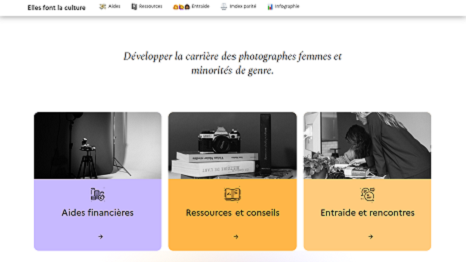 Elles font la culture
Aides
Ressources
Entraide
Index parité
Infographie
Développer la carrière des photographes femmes et
minorités de genre.
Aides financières
Ressources et conseils
Entraide et rencontres